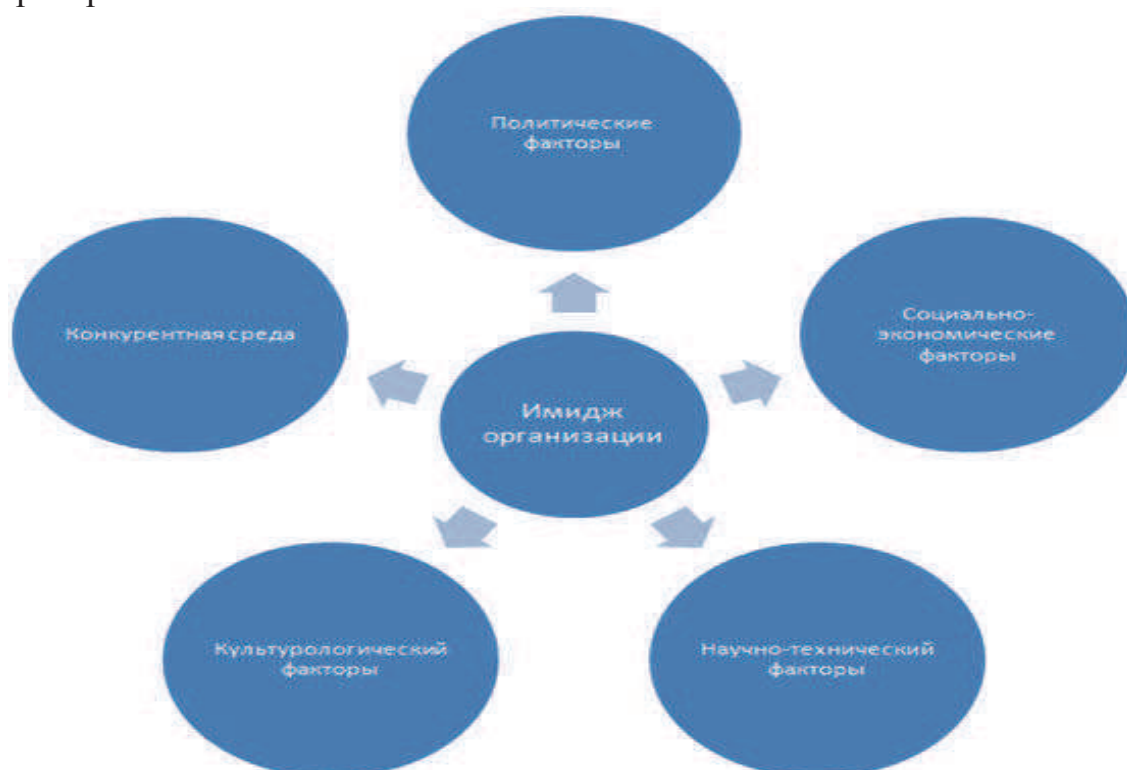 Политические
факторы
Конкурентная среда
Социально-
экономические
факторы
Имидж
организации
Культурологический
факторы
Научно-технический
факторы